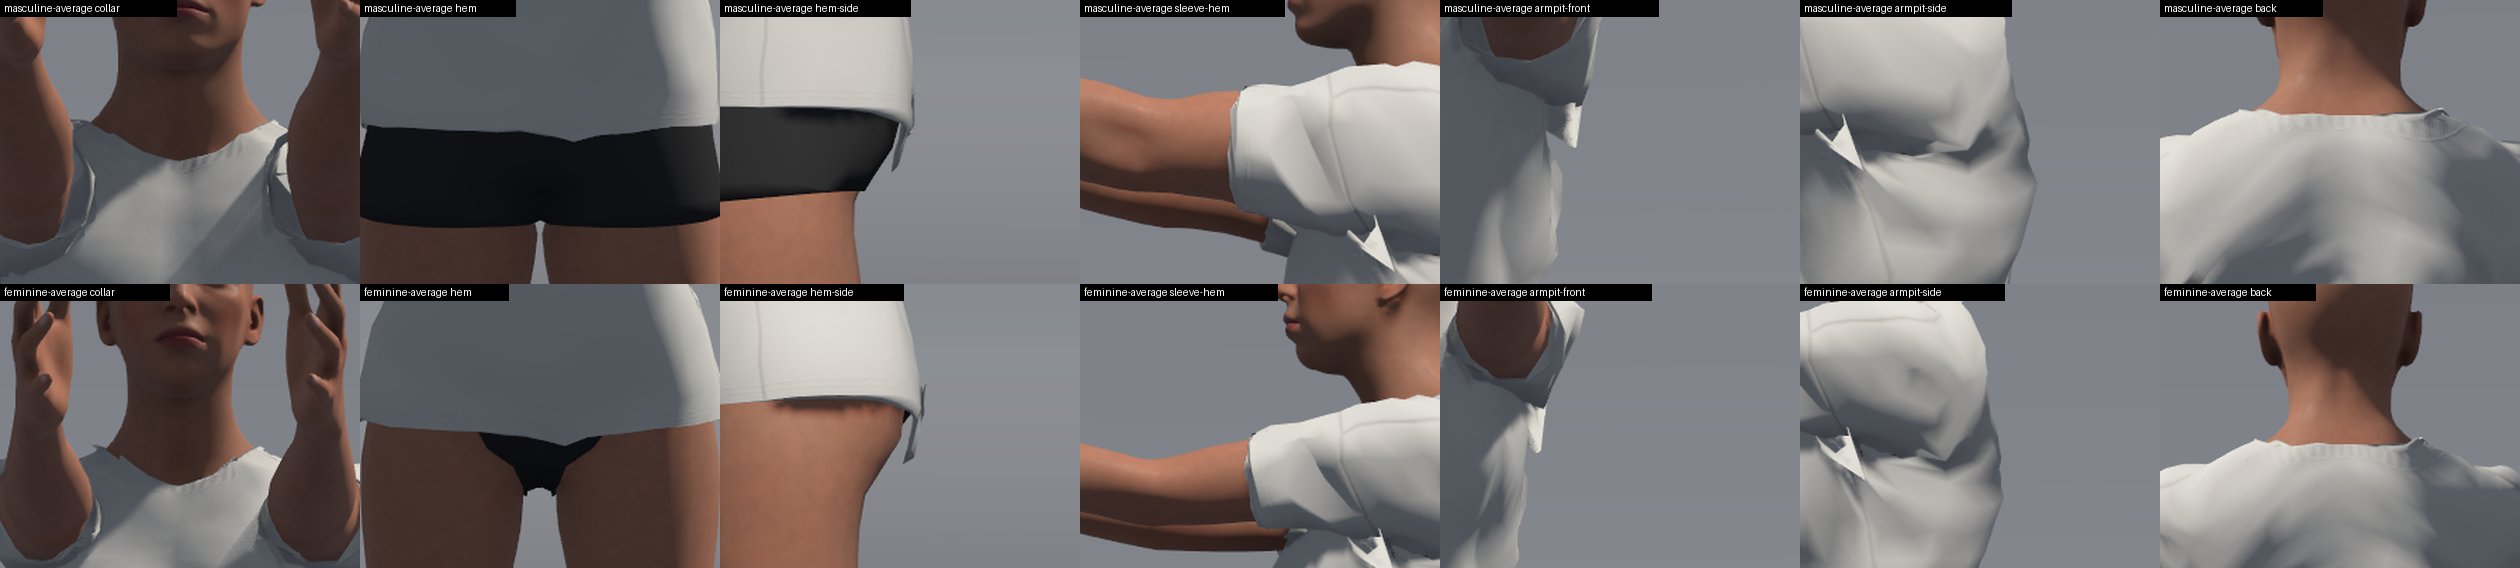 masculine-average collar
masculine-average hem
masculine-average hem-side
masculine-average sleeve-hem
masculine-average armpit-front
masculine-average armpit-side
masculine-average back
feminine-average collar
feminine-average hem
feminine-average hem-side
feminine-average sleeve-hem
feminine-average armpit-front
feminine-average armpit-side
feminine-average back